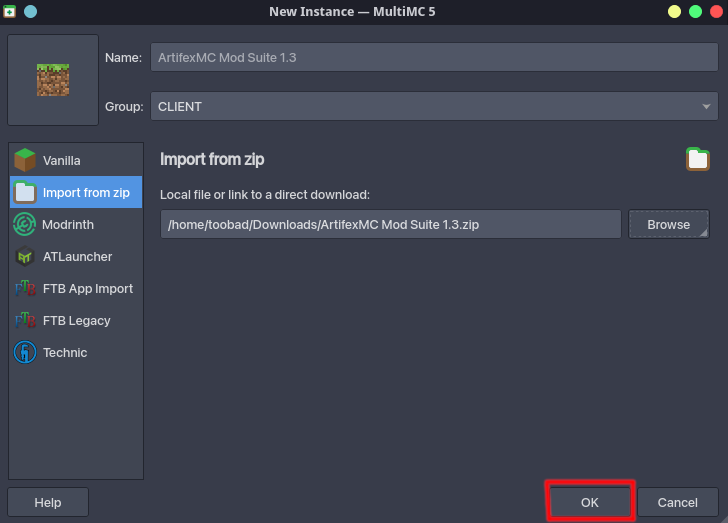 New Instance — MultiMC 5
Name: ArtifexMC Mod Suite 1.3
Group: CLIENT
Vanilla
Import from zip
Modrinth
ATLauncher
FTB App Import
FTB Legacy
Technic
Import from zip
Local file or link to a direct download:
/home/toobad/Downloads/ArtifexMC Mod Suite 1.3.zip Browse
Help OK Cancel